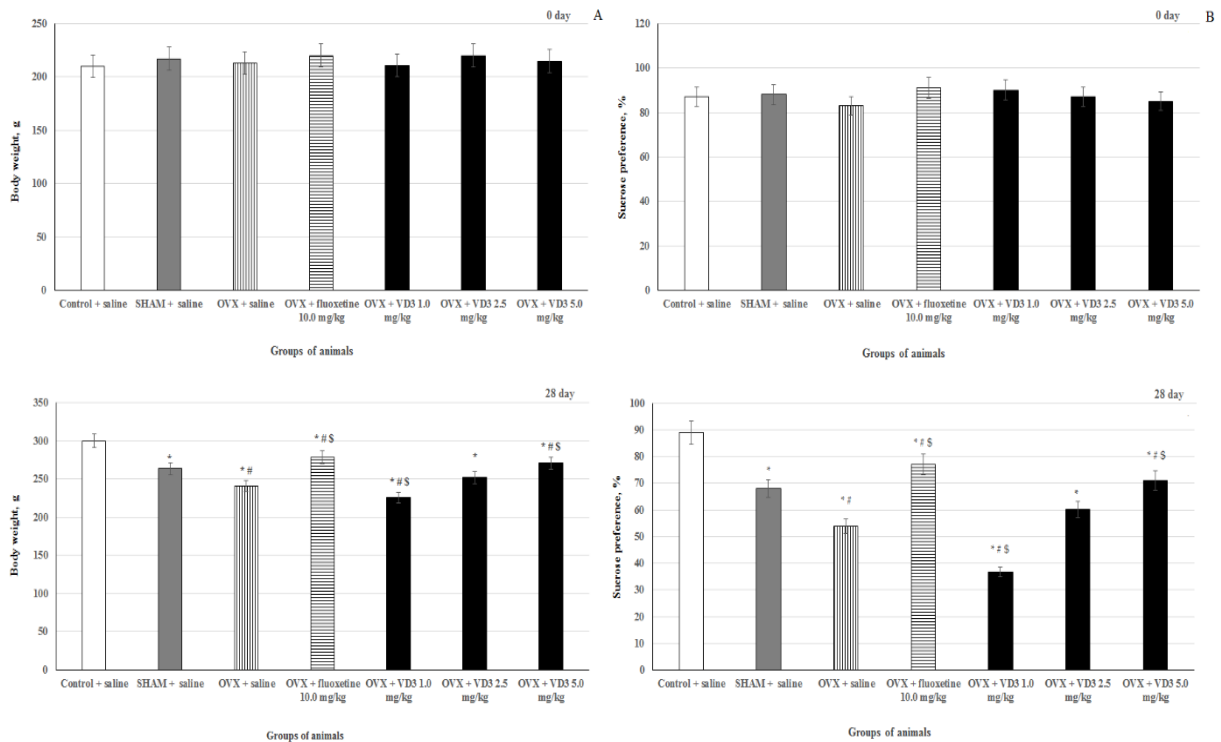 0 day
A
250
200
150
100
50
0
Body weight, g
Control + saline SHAM + saline OVX + saline OVX + fluoxetine OVX + VD3 1.0 OVX + VD3 2.5 OVX + VD3 5.0
10.0 mg/kg mg/kg mg/kg mg/kg
Groups of animals
0 day
B
120
100
80
60
40
20
0
Sucrose preference, %
Control + saline SHAM + saline OVX + saline OVX + fluoxetine OVX + VD3 1.0 OVX + VD3 2.5 OVX + VD3 5.0
10.0 mg/kg mg/kg mg/kg mg/kg
Groups of animals
28 day
350
300
250
200
150
100
50
0
Body weight, g
* * # * # $ * # $ * * # $
Control + saline SHAM + saline OVX + saline OVX + fluoxetine OVX + VD3 1.0 OVX + VD3 2.5 OVX + VD3 5.0
10.0 mg/kg mg/kg mg/kg mg/kg
Groups of animals
28 day
100
90
80
70
60
50
40
30
20
10
0
Sucrose preference, %
* * # * # $ * # $ * * # $
Control + saline SHAM + saline OVX + saline OVX + fluoxetine OVX + VD3 1.0 OVX + VD3 2.5 OVX + VD3 5.0
10.0 mg/kg mg/kg mg/kg mg/kg
Groups of animals